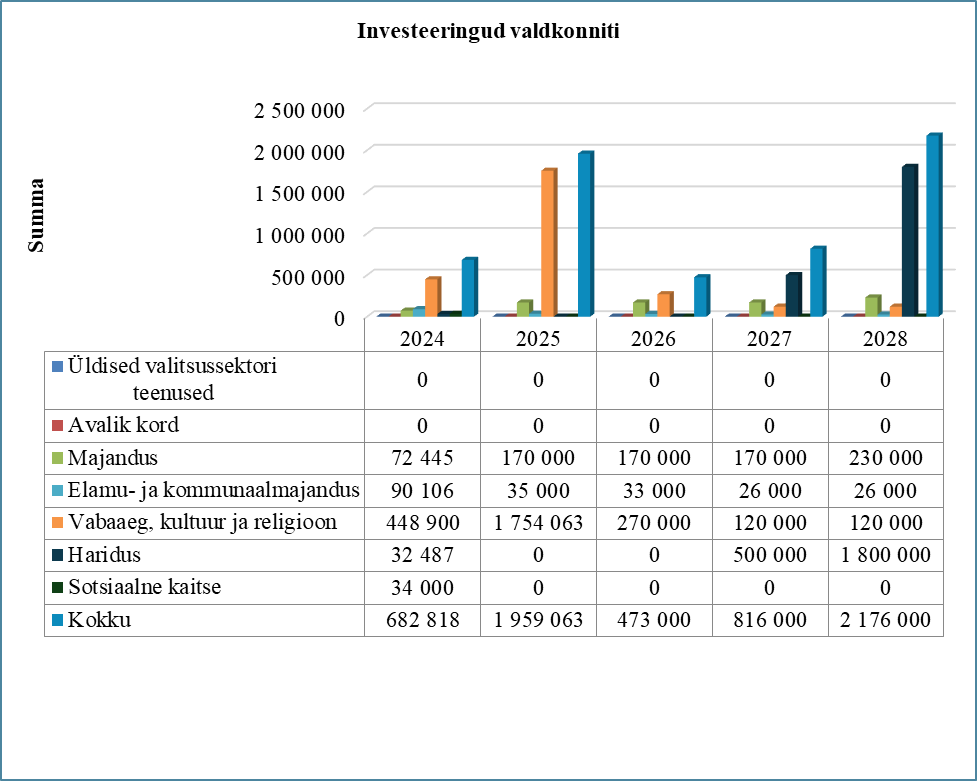 Investeeringud valdkonniti
Summa
2 500 000
2 000 000
1 500 000
1 000 000
500 000
0
2024 2025 2026 2027 2028
Üldised valitsussektori
teenused 0 0 0 0 0
Avalik kord 0 0 0 0 0
Majandus 72 445 170 000 170 000 170 000 230 000
Elamu- ja kommunaalmajandus 90 106 35 000 33 000 26 000 26 000
Vabaaeg, kultuur ja religioon 448 900 1 754 063 270 000 120 000 120 000
Haridus 32 487 0 0 500 000 1 800 000
Sotsiaalne kaitse 34 000 0 0 0 0
Kokku 682 818 1 959 063 473 000 816 000 2 176 000